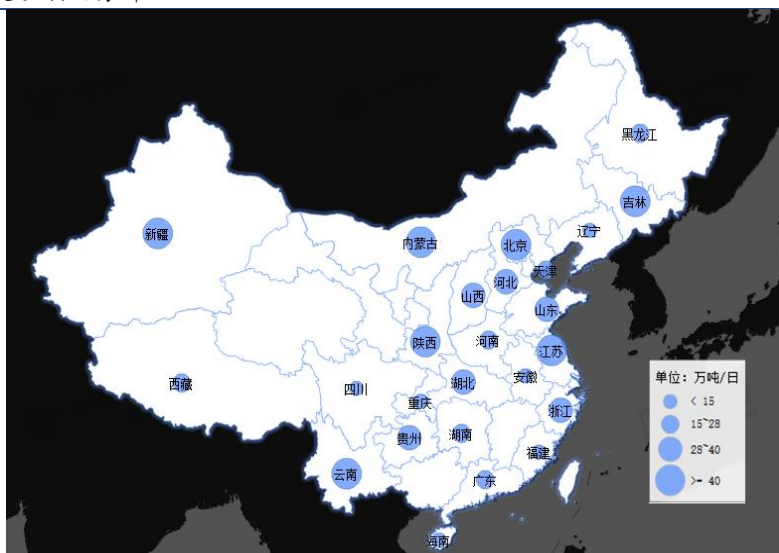 黑龙江
吉林
新疆
内蒙古
北京
辽宁
天津
河北
山西
山东
陕西
河南
江苏
西藏
四川
湖北
安徽
重庆
浙江
贵州
湖南
福建
云南
广东
海南
单位: 万吨/日
< 15
15~28
28~40
>= 40